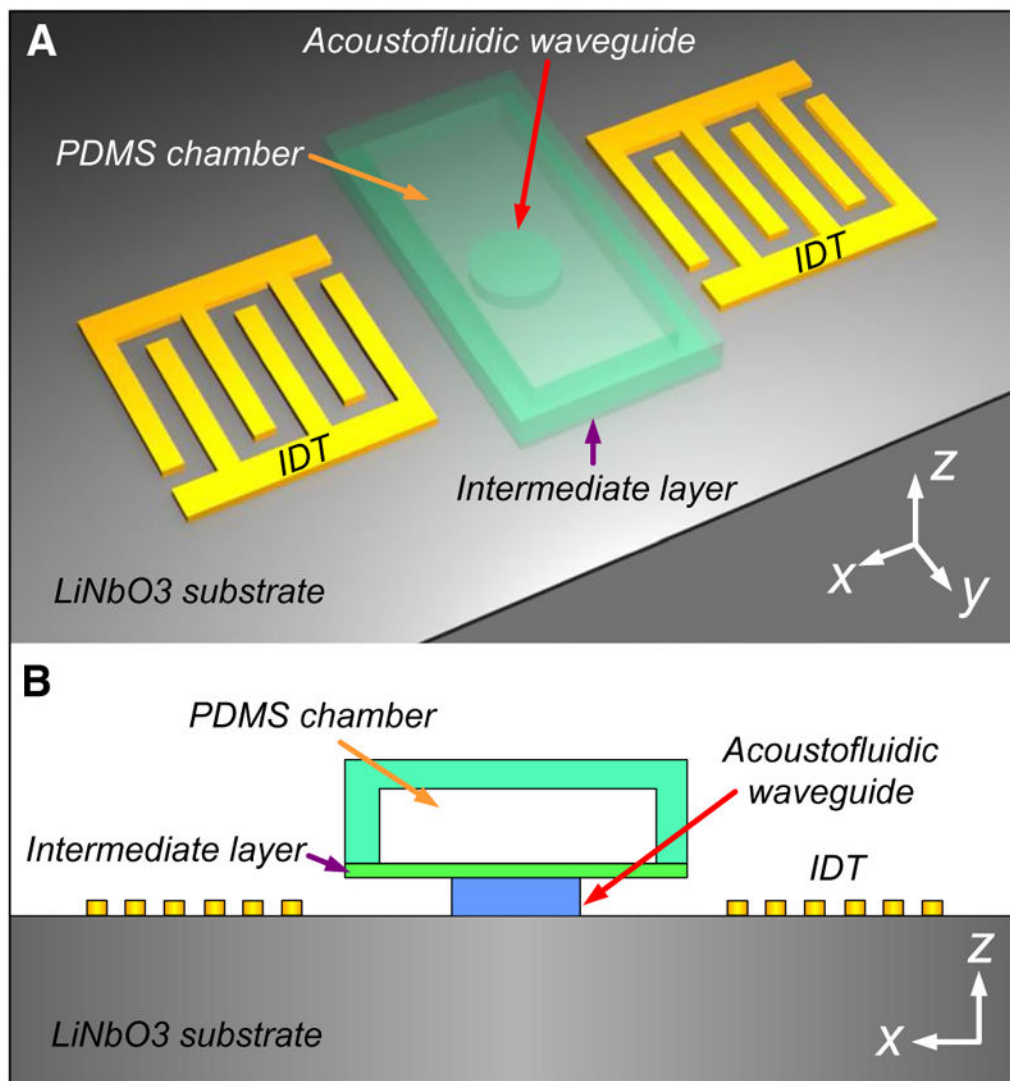 A
Acoustofluidic waveguide
PDMS chamber
IDT
IDT
Intermediate layer
z
x
y
LiNbO3 substrate
B
PDMS chamber
Acoustofluidic
waveguide
Intermediate layer
IDT
z
x
LiNbO3 substrate